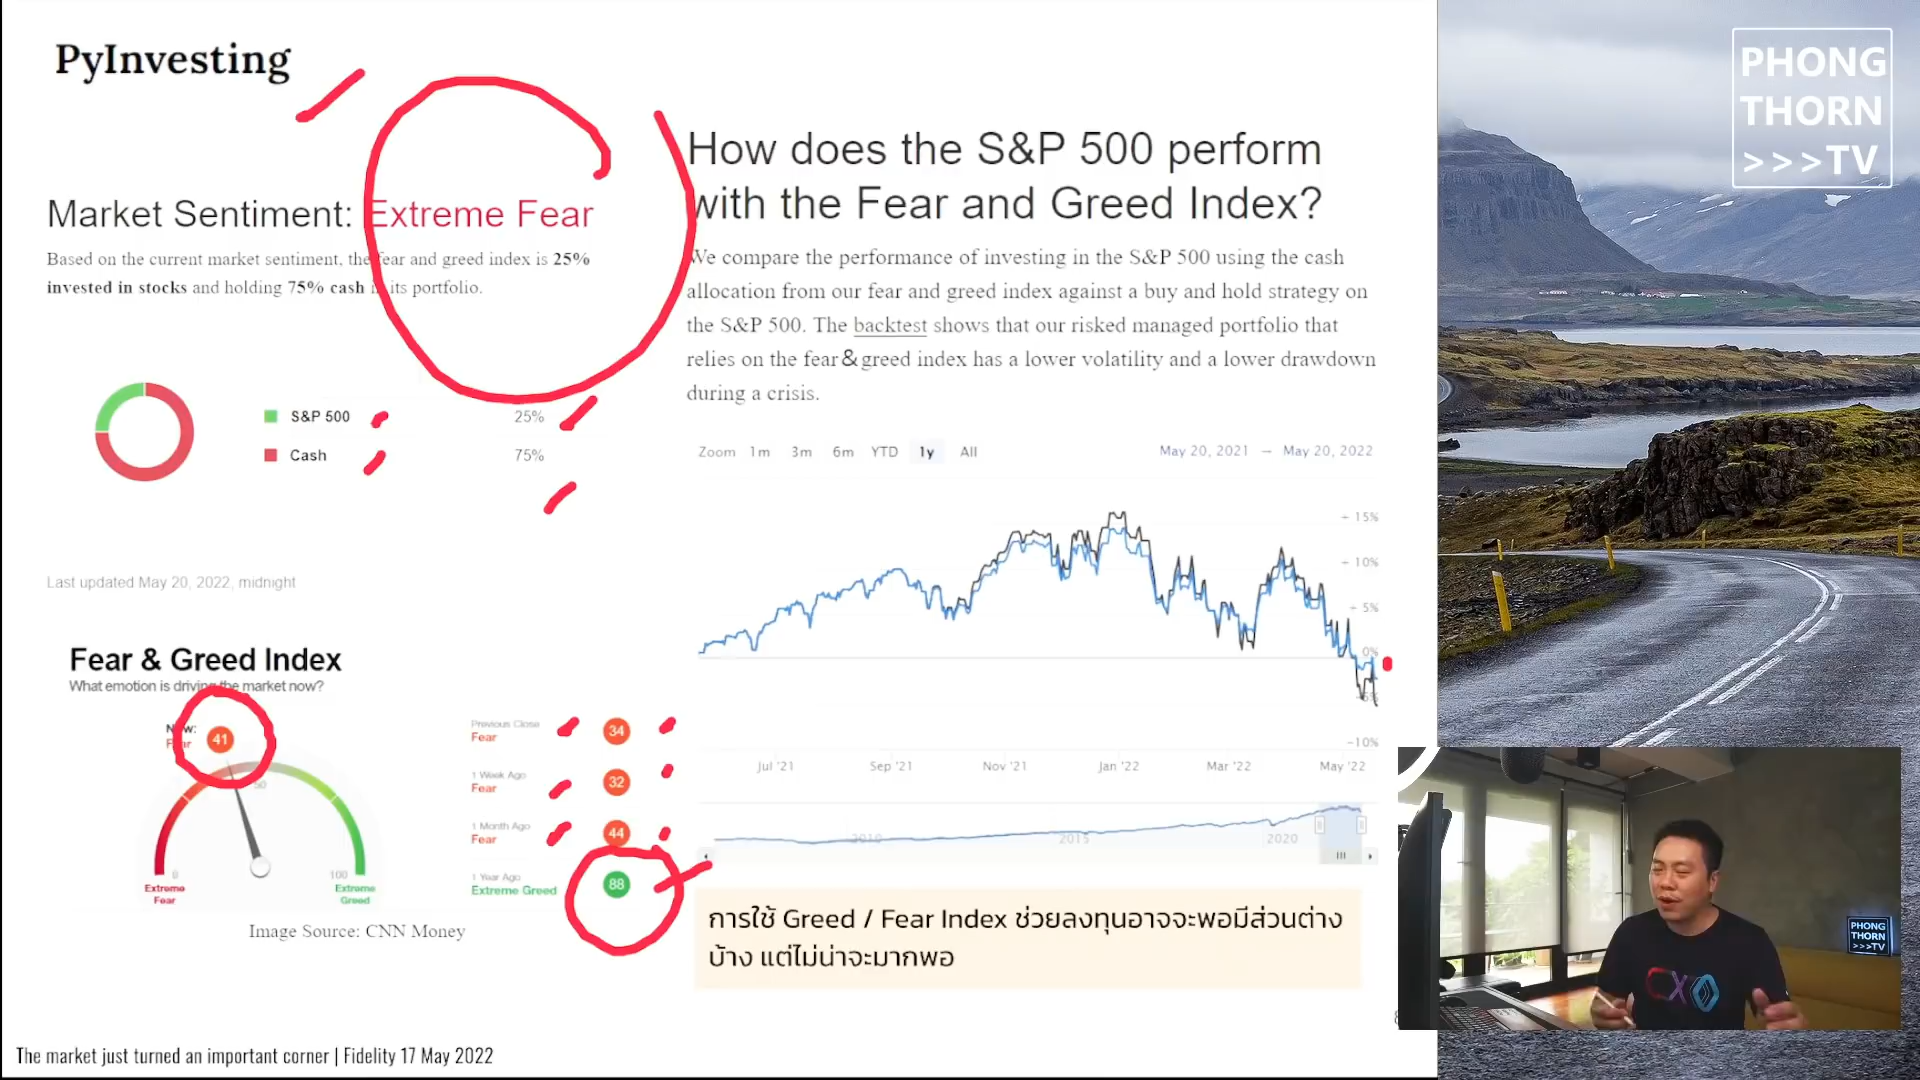 PyInvesting
Market Sentiment: Extreme Fear
Based on the current market sentiment, the fear and greed index is 25%
invested in stocks and holding 75% cash in its portfolio.
S&P 500 25%
Cash 75%
Last updated May 20, 2022, midnight
Fear & Greed Index
What emotion is driving the market now?
Now:
Fear
41
50
0
100
Extreme
Fear
Extreme
Greed
Previous Close
Fear
34
1 Week Ago
Fear
32
1 Month Ago
Fear
44
1 Year Ago
Extreme Greed
88
Image Source: CNN Money
How does the S&P 500 perform
with the Fear and Greed Index?
We compare the performance of investing in the S&P 500 using the cash
allocation from our fear and greed index against a buy and hold strategy on
the S&P 500. The backtest shows that our risked managed portfolio that
relies on the fear&greed index has a lower volatility and a lower drawdown
during a crisis.
Zoom 1m 3m 6m YTD 1y All May 20, 2021 → May 20, 2022
+ 15%
+ 10%
+ 5%
0%
-10%
Jul '21 Sep '21 Nov '21 Jan '22 Mar '22 May '22
2010 2015 2020
การใช้ Greed / Fear Index ช่วยลงทุนอาจจะพอมีส่วนต่าง
บ้าง แต่ไม่น่าจะมากพอ
The market just turned an important corner | Fidelity 17 May 2022
PHONG
THORN
>>>TV
PHONG
THORN
>>>TV
CXO